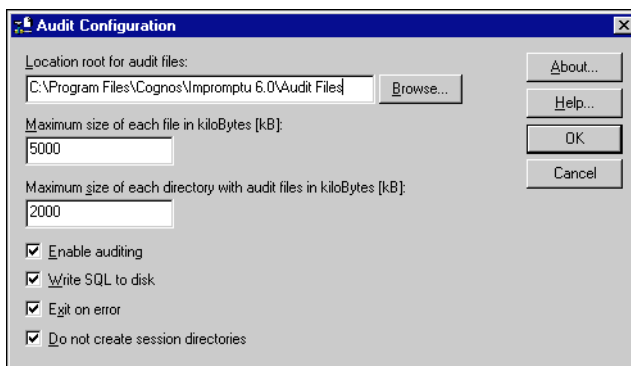 Audit Configuration
Location root for audit files:
C:\Program Files\Cognos\Impromptu 6.0\Audit Files
Browse...
About...
Help...
OK
Cancel
Maximum size of each file in kiloBytes [kB]:
5000
Maximum size of each directory with audit files in kiloBytes [kB]:
2000
Enable auditing
Write SQL to disk
Exit on error
Do not create session directories